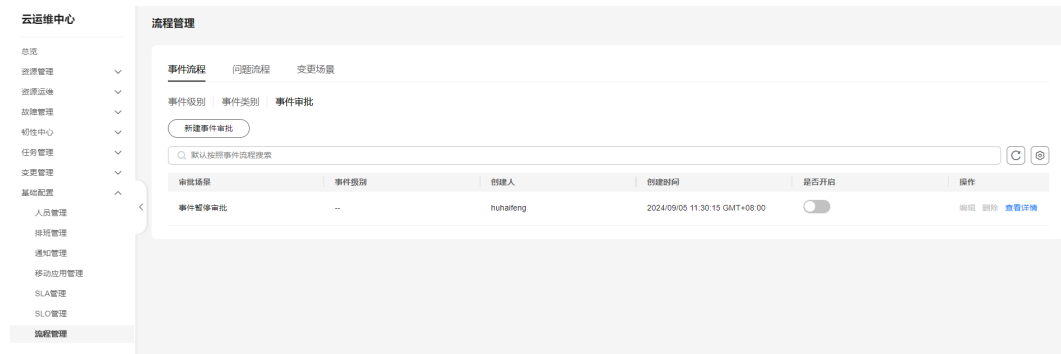 云运维中心
总览
资源管理
资源运维
故障管理
韧性中心
任务管理
变更管理
基础配置
人员管理
排班管理
通知管理
移动应用管理
SLA管理
SLO管理
流程管理
流程管理
事件流程 问题流程 变更场景
事件级别 事件类别 事件审批
新建事件审批
默认按照事件流程搜索
审批场景 事件级别 创建人 创建时间 是否开启 操作
事件暂停审批 -- huhaifeng 2024/09/05 11:30:15 GMT+08:00 编辑 删除 查看详情